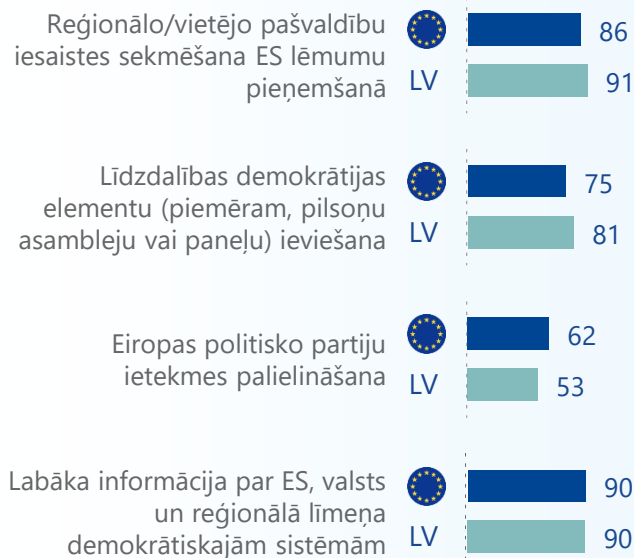 Reģionālo/vietējo pašvaldību
iesaistes sekmēšana ES lēmumu
pieņemšanā
86
LV 91
Līdzdalības demokrātijas
elementu (piemēram, pilsoņu
asambleju vai paneļu) ieviešana
75
LV 81
Eiropas politisko partiju
ietekmes palielināšana
62
LV 53
Labāka informācija par ES, valsts
un reģionālā līmeņa
demokrātiskajām sistēmām
90
LV 90